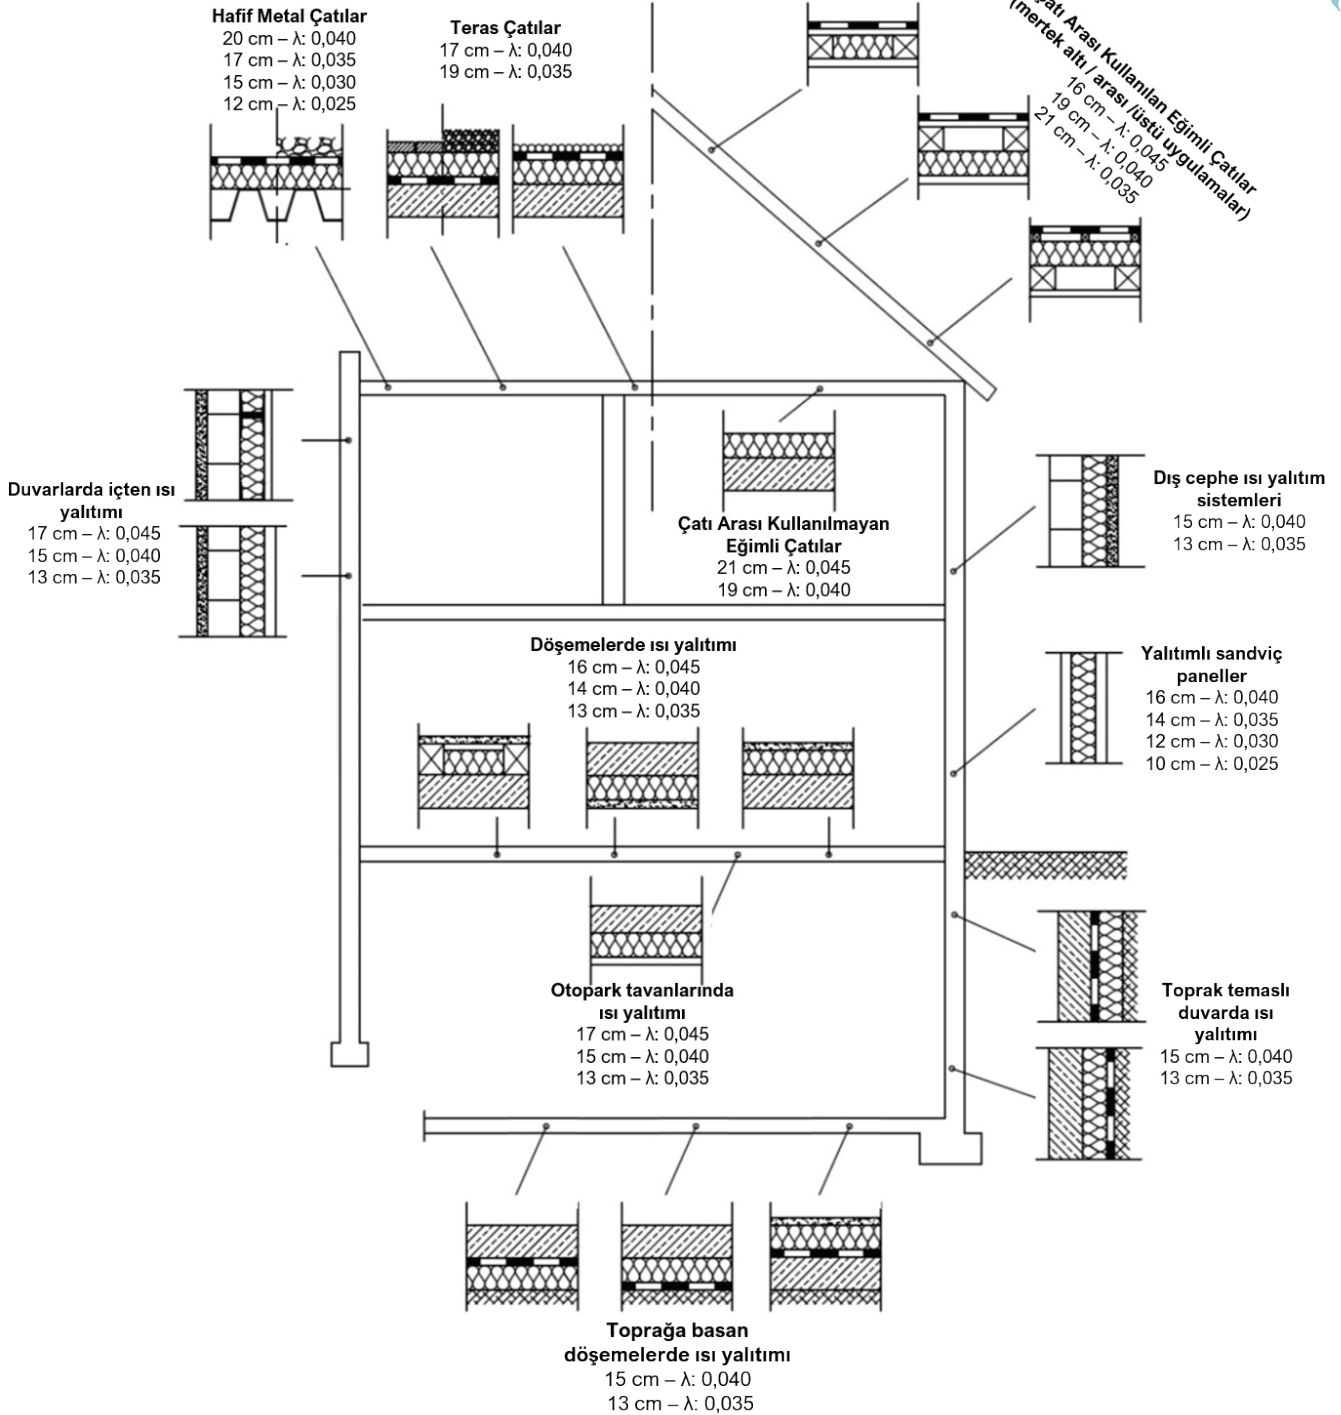 Hafif Metal Çatılar
20 cm – λ: 0,040
17 cm – λ: 0,035
15 cm – λ: 0,030
12 cm – λ: 0,025
Teras Çatılar
17 cm – λ: 0,040
19 cm – λ: 0,035
Çatı Arası Kullanılan Eğimli Çatılar
(mertek altı / arası /üstü uygulamalar)
16 cm – λ: 0,045
19 cm – λ: 0,040
21 cm – λ: 0,035
Duvarlarda içten ısı
yalıtımı
17 cm – λ: 0,045
15 cm – λ: 0,040
13 cm – λ: 0,035
Çatı Arası Kullanılmayan
Eğimli Çatılar
21 cm – λ: 0,045
19 cm – λ: 0,040
Dış cephe ısı yalıtım
sistemleri
15 cm – λ: 0,040
13 cm – λ: 0,035
Döşemelerde ısı yalıtımı
16 cm – λ: 0,045
14 cm – λ: 0,040
13 cm – λ: 0,035
Yalıtımlı sandviç
paneller
16 cm – λ: 0,040
14 cm – λ: 0,035
12 cm – λ: 0,030
10 cm – λ: 0,025
Otopark tavanlarında
ısı yalıtımı
17 cm – λ: 0,045
15 cm – λ: 0,040
13 cm – λ: 0,035
Toprak temaslı
duvarda ısı
yalıtımı
15 cm – λ: 0,040
13 cm – λ: 0,035
Toprağa basan
döşemelerde ısı yalıtımı
15 cm – λ: 0,040
13 cm – λ: 0,035